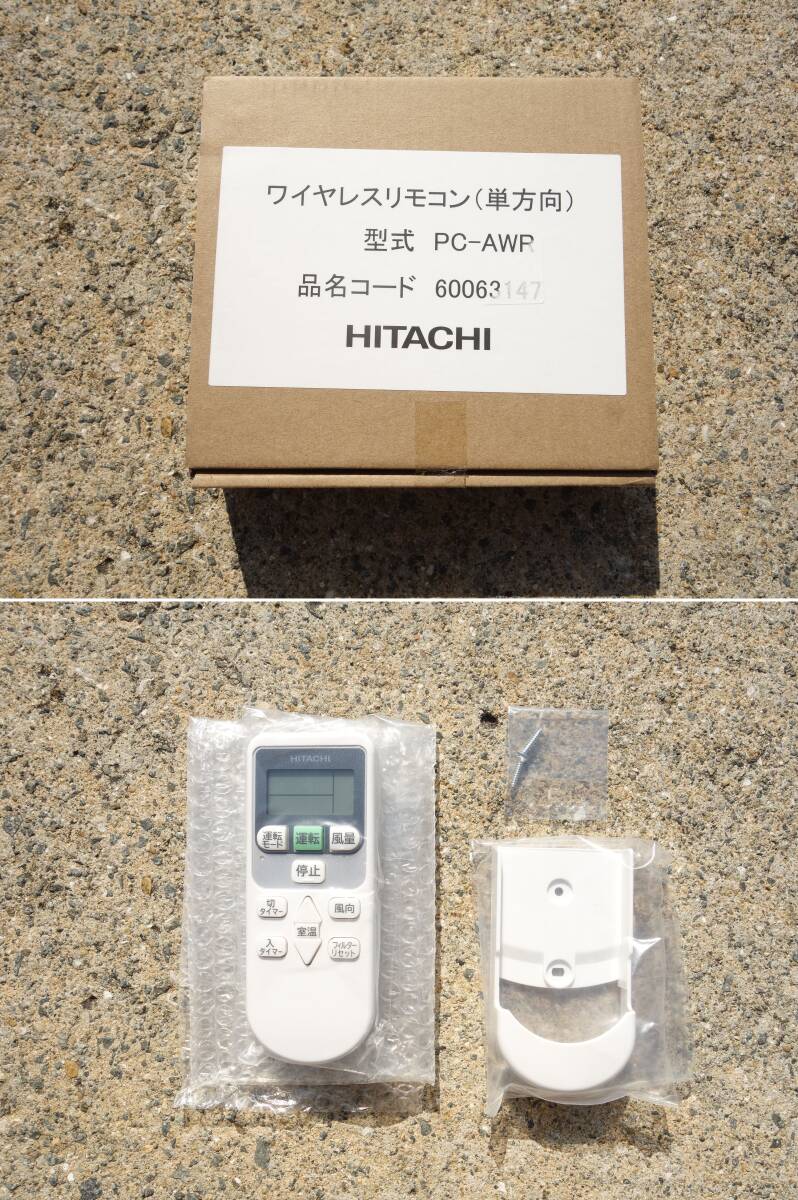 ワイヤレスリモコン(単方向)
型式 PC-AWR
品名コード 60063147
HITACHI
HITACHI
運転モード 運転 風量
停止
切タイマー 風向
室温
入タイマー フィルターリセット